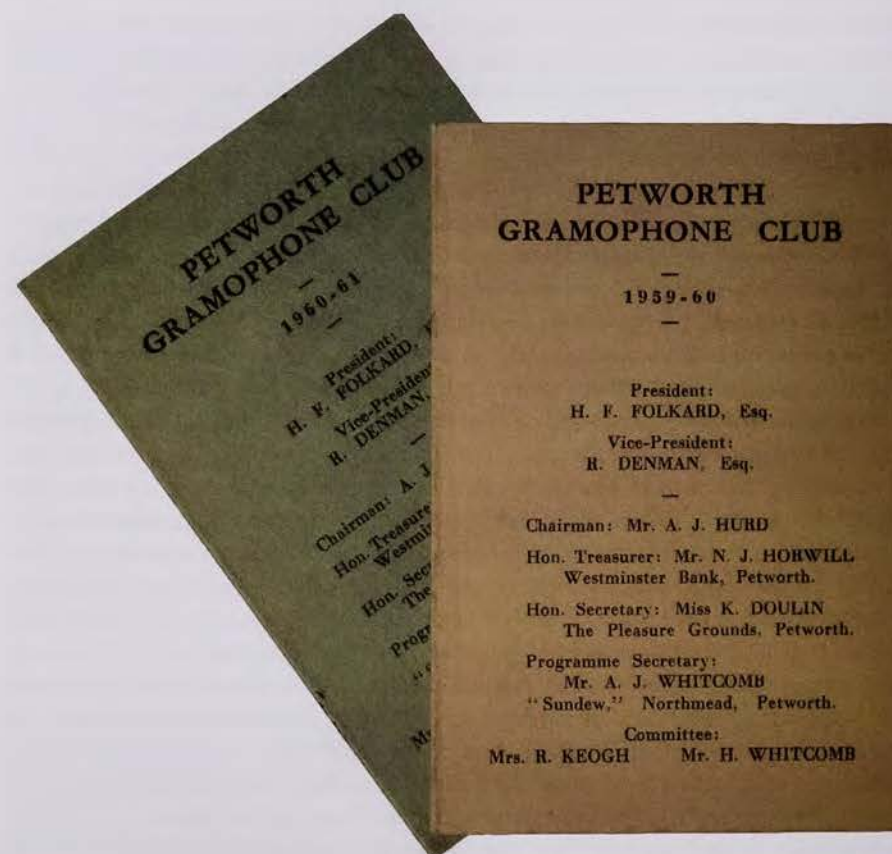 PETWORTH
GRAMOPHONE CLUB
1960-61
President:
H. F. FOLKARD,
Vice-President
R. DENMAN,
Chairman: A. J.
Hon. Treasurer
Westmin
Hon. Sec
The
Progr
PETWORTH
GRAMOPHONE CLUB
1959-60
President:
H. F. FOLKARD, Esq.
Vice-President:
R. DENMAN, Esq.
Chairman: Mr. A. J. HURD
Hon. Treasurer: Mr. N. J. HORWILL
Westminster Bank, Petworth.
Hon. Secretary: Miss K. DOULIN
The Pleasure Grounds, Petworth.
Programme Secretary:
Mr. A. J. WHITCOMB
"Sundew," Northmead, Petworth.
Committee:
Mrs. R. KEOGH Mr. H. WHITCOMB